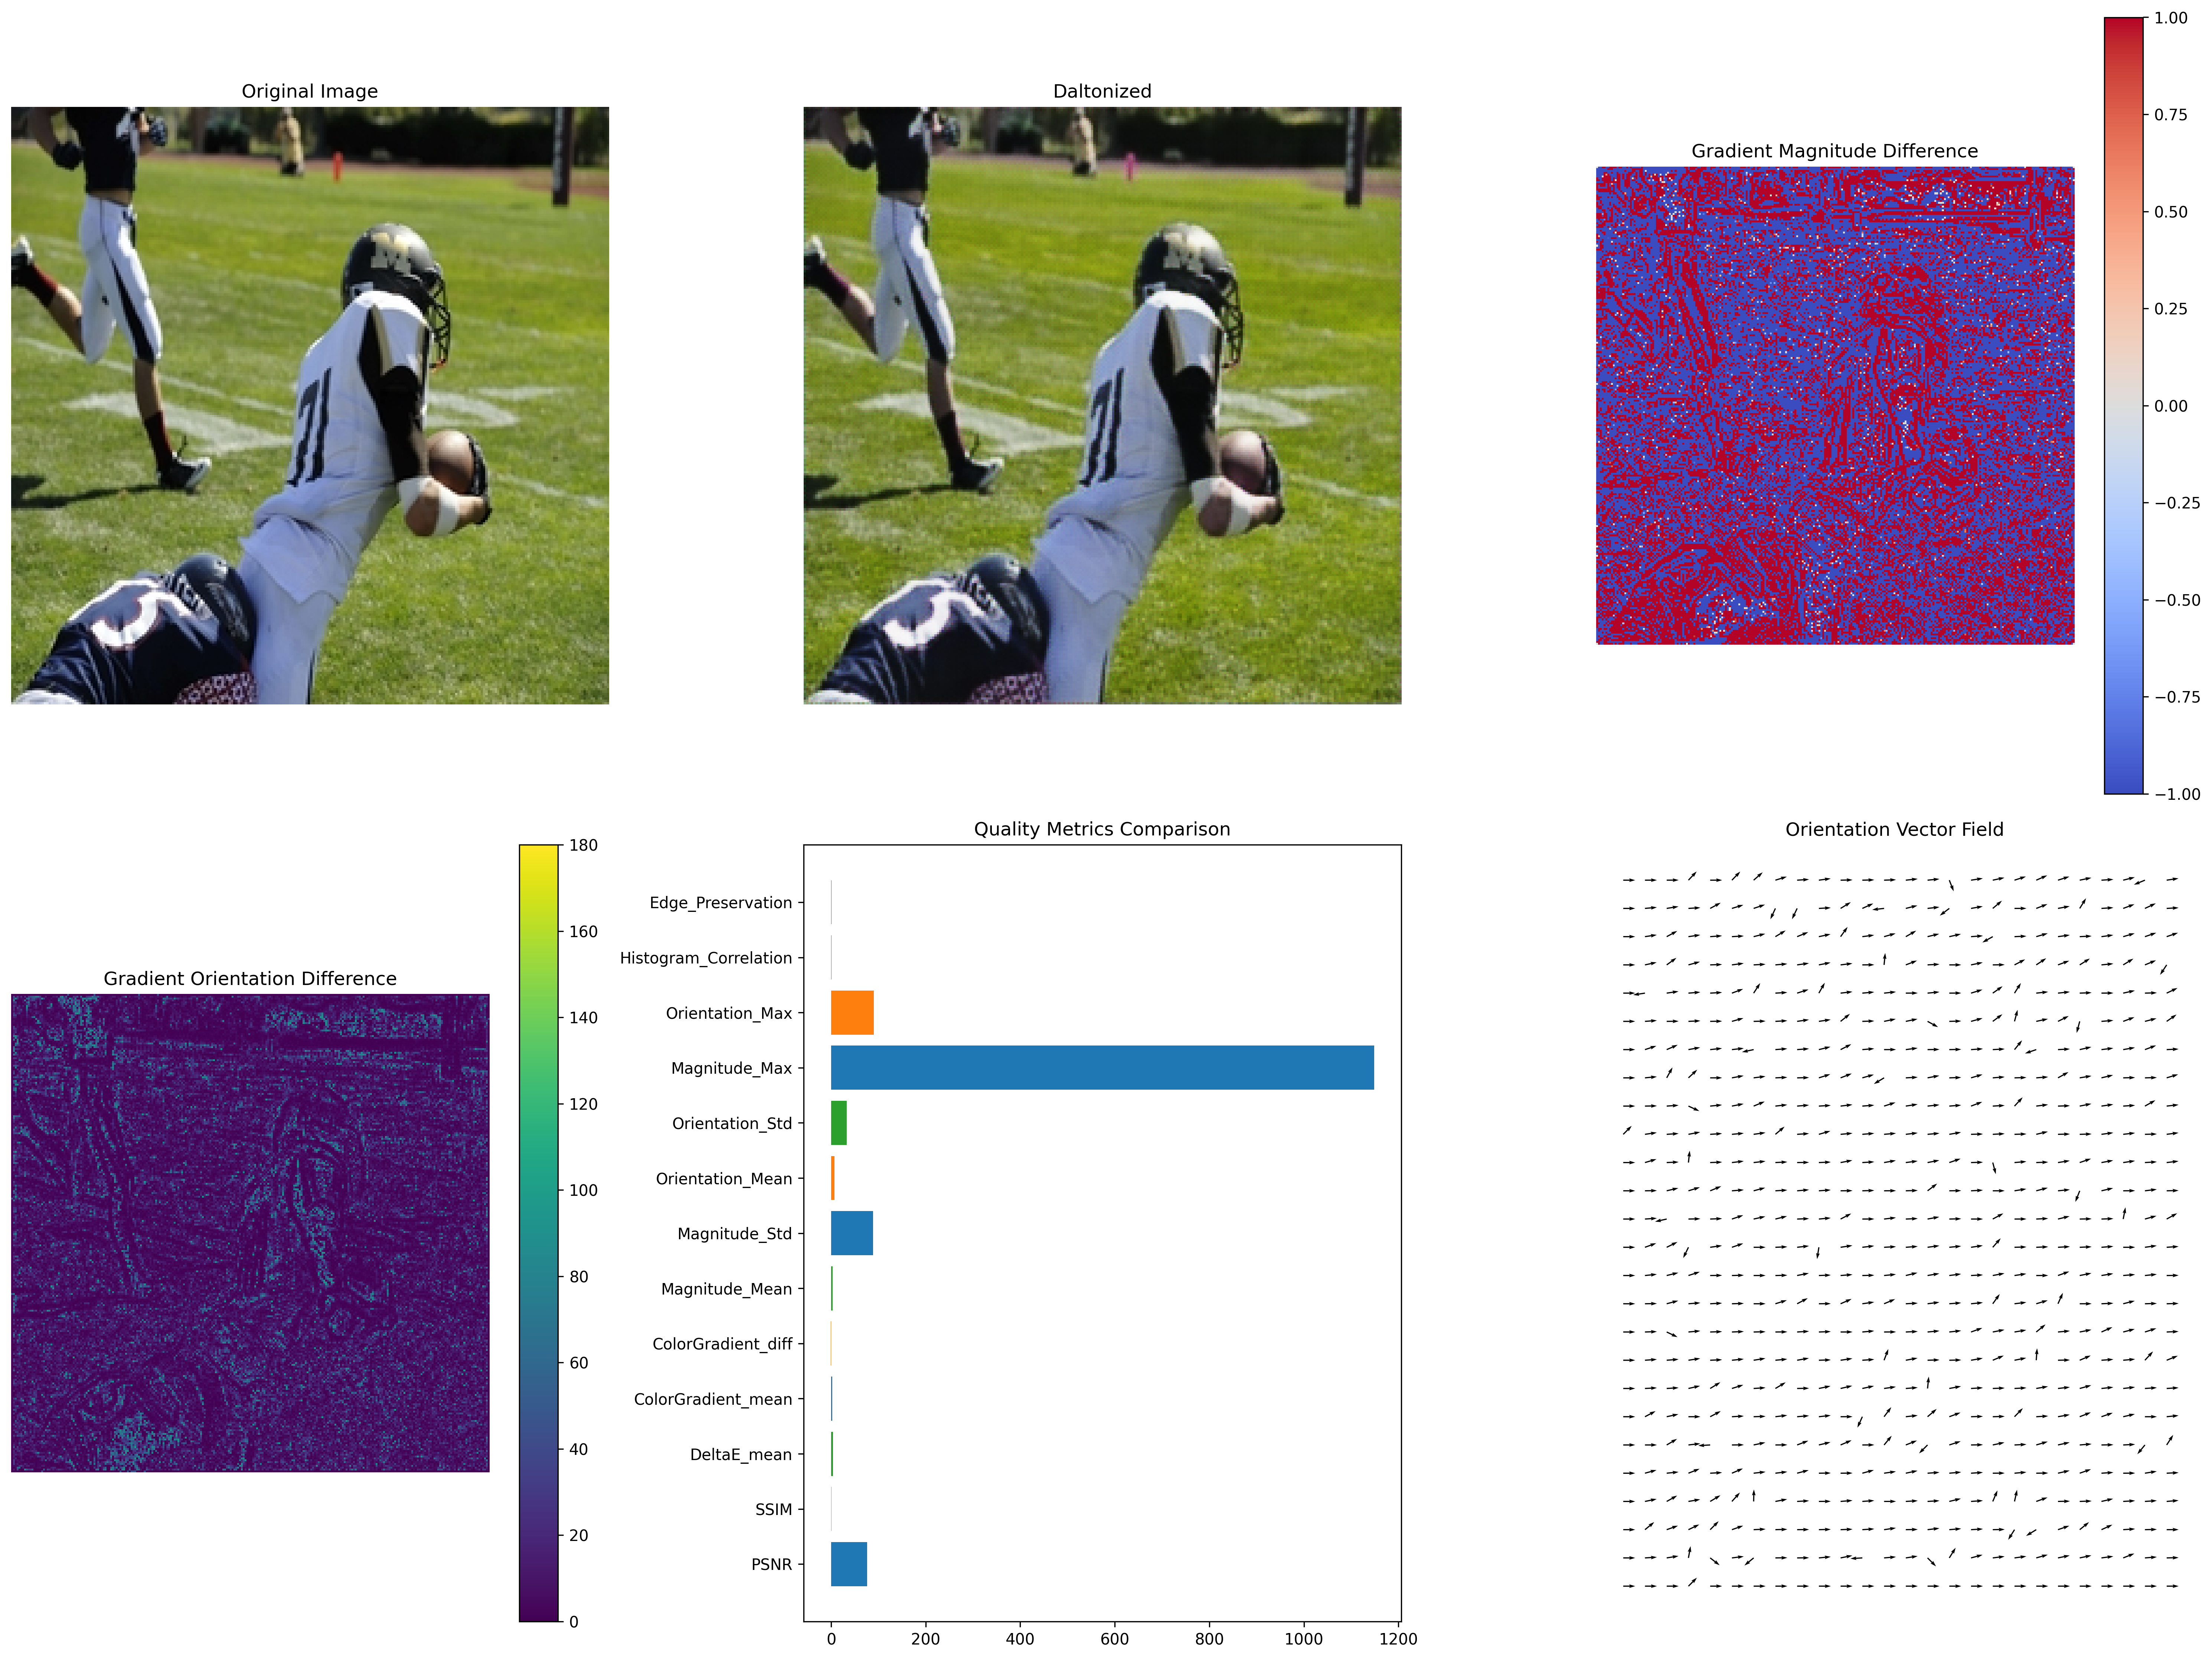 Original Image
M
71
Daltonized
M
71
Gradient Magnitude Difference
1.00
0.75
0.50
0.25
0.00
−0.25
−0.50
−0.75
−1.00
Gradient Orientation Difference
180
160
140
120
100
80
60
40
20
0
Quality Metrics Comparison
Edge_Preservation
Histogram_Correlation
Orientation_Max
Magnitude_Max
Orientation_Std
Orientation_Mean
Magnitude_Std
Magnitude_Mean
ColorGradient_diff
ColorGradient_mean
DeltaE_mean
SSIM
PSNR
0 200 400 600 800 1000 1200
Orientation Vector Field